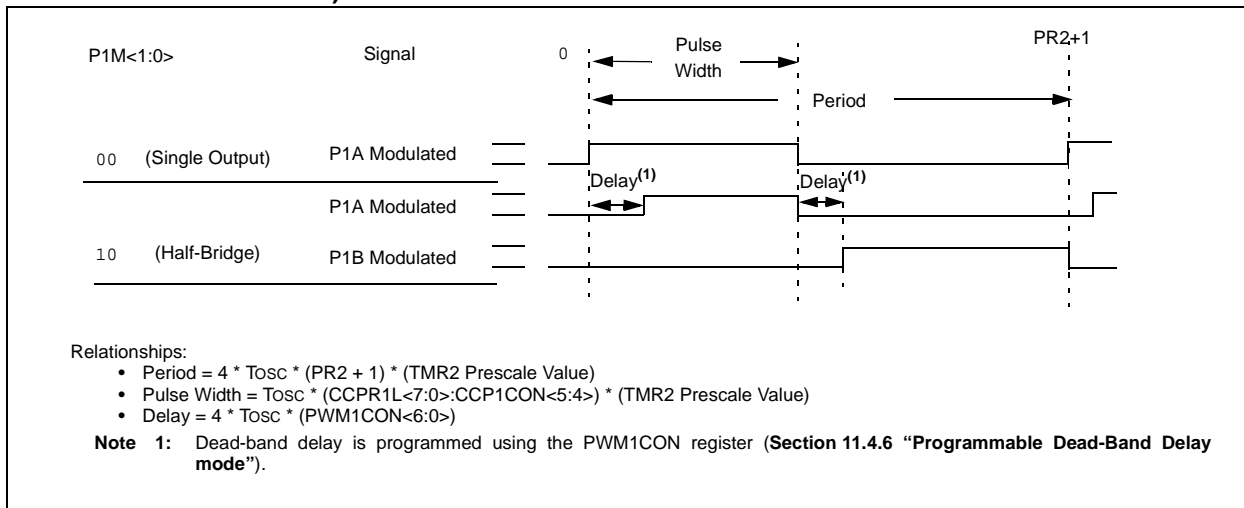 P1M<1:0> Signal 0 Pulse Width PR2+1
Period
00 (Single Output) P1A Modulated
Delay(1) Delay(1)
P1A Modulated
10 (Half-Bridge) P1B Modulated
Relationships:
• Period = 4 * TOSC * (PR2 + 1) * (TMR2 Prescale Value)
• Pulse Width = TOSC * (CCPR1L<7:0>:CCP1CON<5:4>) * (TMR2 Prescale Value)
• Delay = 4 * TOSC * (PWM1CON<6:0>)
Note 1: Dead-band delay is programmed using the PWM1CON register (Section 11.4.6 “Programmable Dead-Band Delay
mode”).